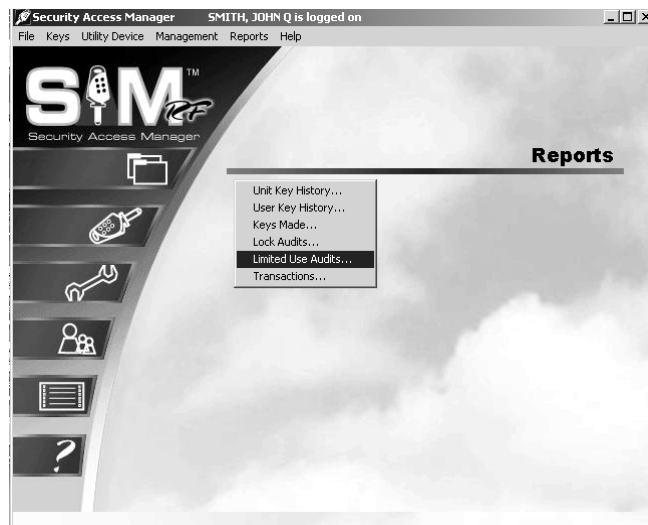 Security Access Manager SMITH, JOHN Q is logged on
File Keys Utility Device Management Reports Help
SAM TM
RF
Security Access Manager
Reports
Unit Key History...
User Key History...
Keys Made...
Lock Audits...
Limited Use Audits...
Transactions...
?